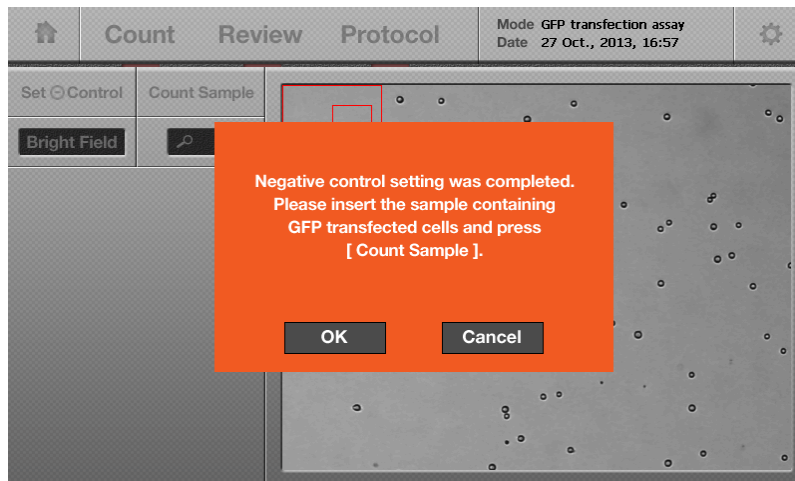 Count Review Protocol
Mode GFP transfection assay
Date 27 Oct., 2013, 16:57
Set ⊖ Control Count Sample
Bright Field
Negative control setting was completed.
Please insert the sample containing
GFP transfected cells and press
[ Count Sample ].
OK Cancel